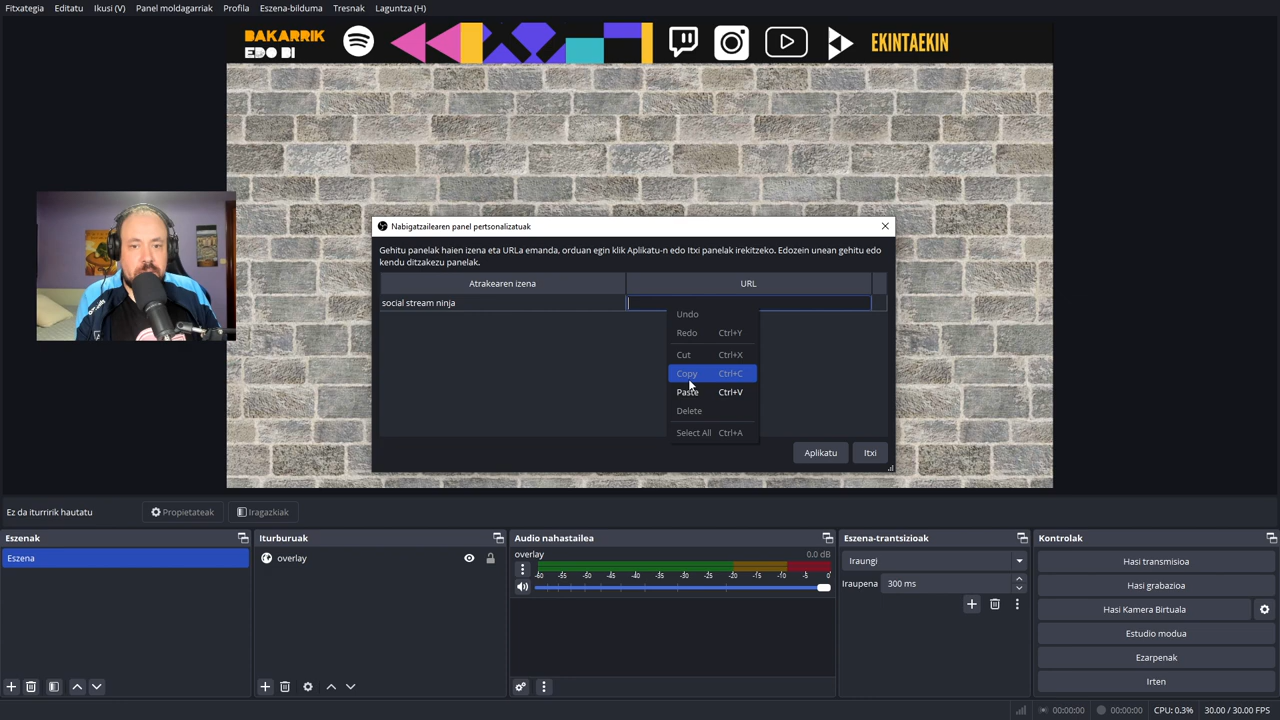 Fitxategia Editatu Ikusi (V) Panel moldagarriak Profila Eszena-bilduma Tresnak Laguntza (H)
BAKARRIK
EDO BI
EKINTAEKIN
Nabigatzailearen panel pertsonalizatuak
Gehitu panelak haien izena eta URLa emanda, orduan egin klik Aplikatu-n edo Itxi panelak irekitzeko. Edozein unean gehitu edo
kendu ditzakezu panelak.
Atrakearen izena URL
social stream ninja
Undo
Redo Ctrl+Y
Cut Ctrl+X
Copy Ctrl+C
Paste Ctrl+V
Delete
Select All Ctrl+A
Aplikatu Itxi
Ez da iturririk hautatu Propietateak Iragazkiak
Eszenak Iturburuak Audio nahastailea Eszena-transizioak Kontrolak
Eszena
overlay
overlay 0.0 dB
-60 -55 -50 -45 -40 -35 -30 -25 -20 -15 -10 -5 0
Iraungi
Iraupena 300 ms
Hasi transmisioa
Hasi grabazioa
Hasi Kamera Birtuala
Estudio modua
Ezarpenak
Irten
00:00:00 00:00:00 CPU: 0.3% 30.00 / 30.00 FPS